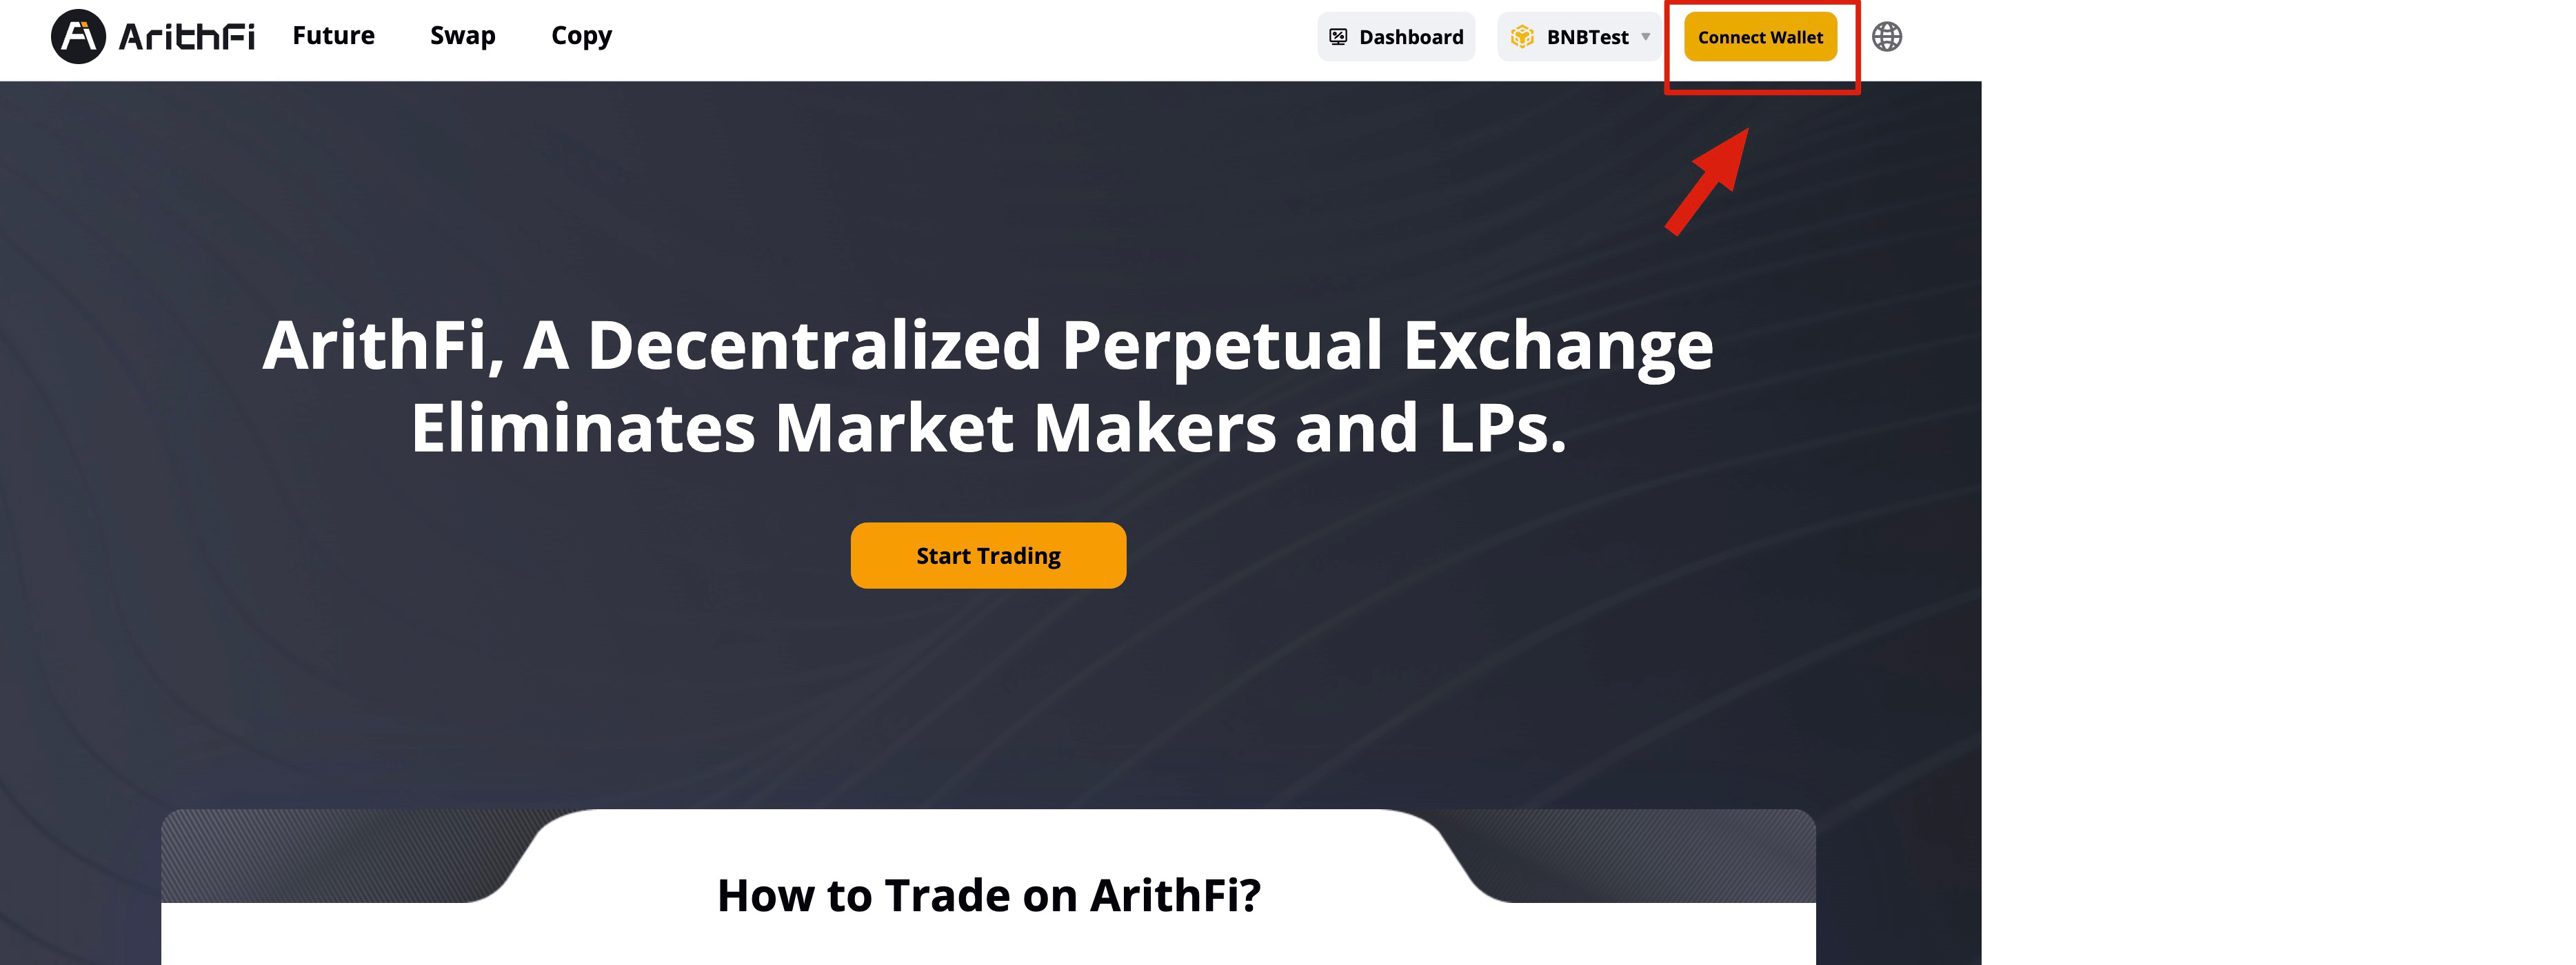 ArithFi Future Swap Copy Dashboard BNBTest Connect Wallet
ArithFi, A Decentralized Perpetual Exchange
Eliminates Market Makers and LPs.
Start Trading
How to Trade on ArithFi?